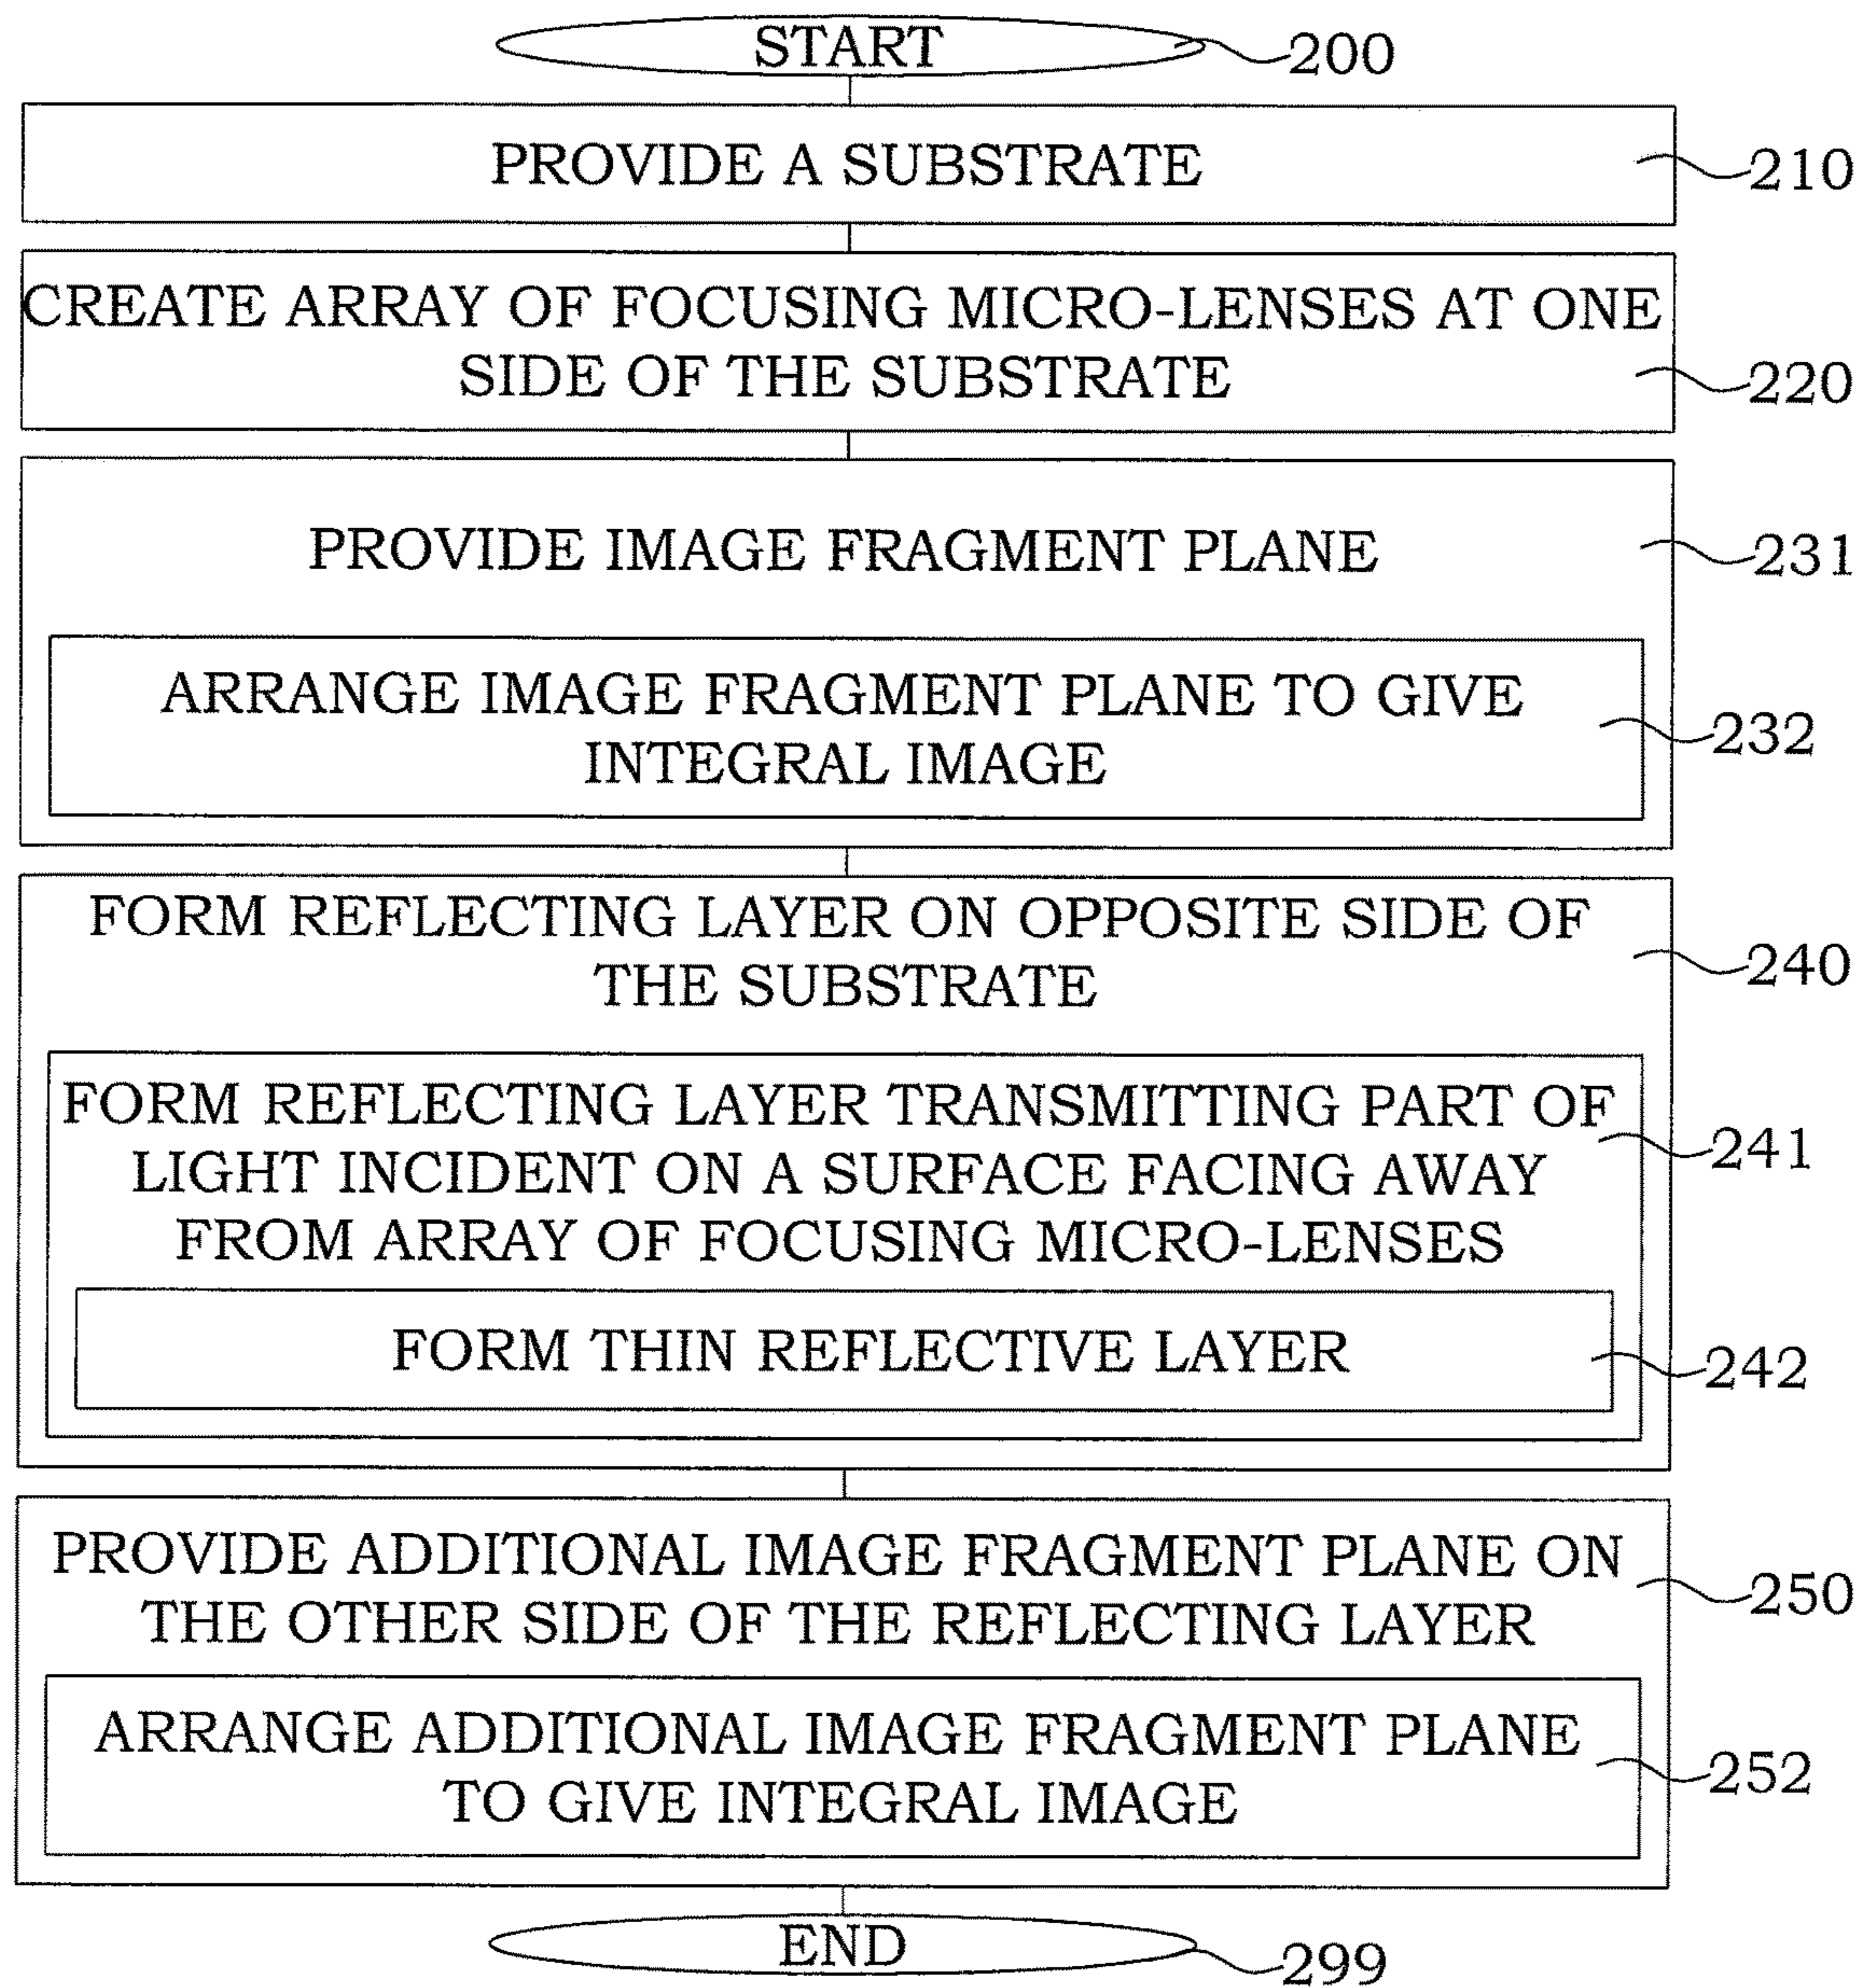 START
200
PROVIDE A SUBSTRATE
210
CREATE ARRAY OF FOCUSING MICRO-LENSES AT ONE
SIDE OF THE SUBSTRATE
220
PROVIDE IMAGE FRAGMENT PLANE
231
ARRANGE IMAGE FRAGMENT PLANE TO GIVE
INTEGRAL IMAGE
232
FORM REFLECTING LAYER ON OPPOSITE SIDE OF
THE SUBSTRATE
240
FORM REFLECTING LAYER TRANSMITTING PART OF
LIGHT INCIDENT ON A SURFACE FACING AWAY
FROM ARRAY OF FOCUSING MICRO-LENSES
241
FORM THIN REFLECTIVE LAYER
242
PROVIDE ADDITIONAL IMAGE FRAGMENT PLANE ON
THE OTHER SIDE OF THE REFLECTING LAYER
250
ARRANGE ADDITIONAL IMAGE FRAGMENT PLANE
TO GIVE INTEGRAL IMAGE
252
END
299